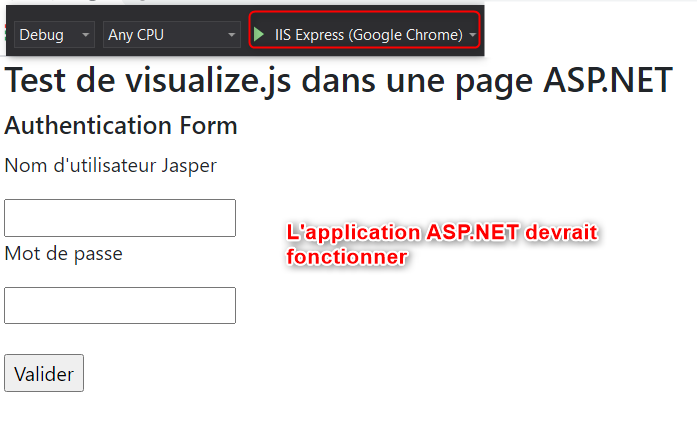 Debug Any CPU IIS Express (Google Chrome)
Test de visualize.js dans une page ASP.NET
Authentication Form
Nom d'utilisateur Jasper
L'application ASP.NET devrait
fonctionner
Mot de passe
Valider